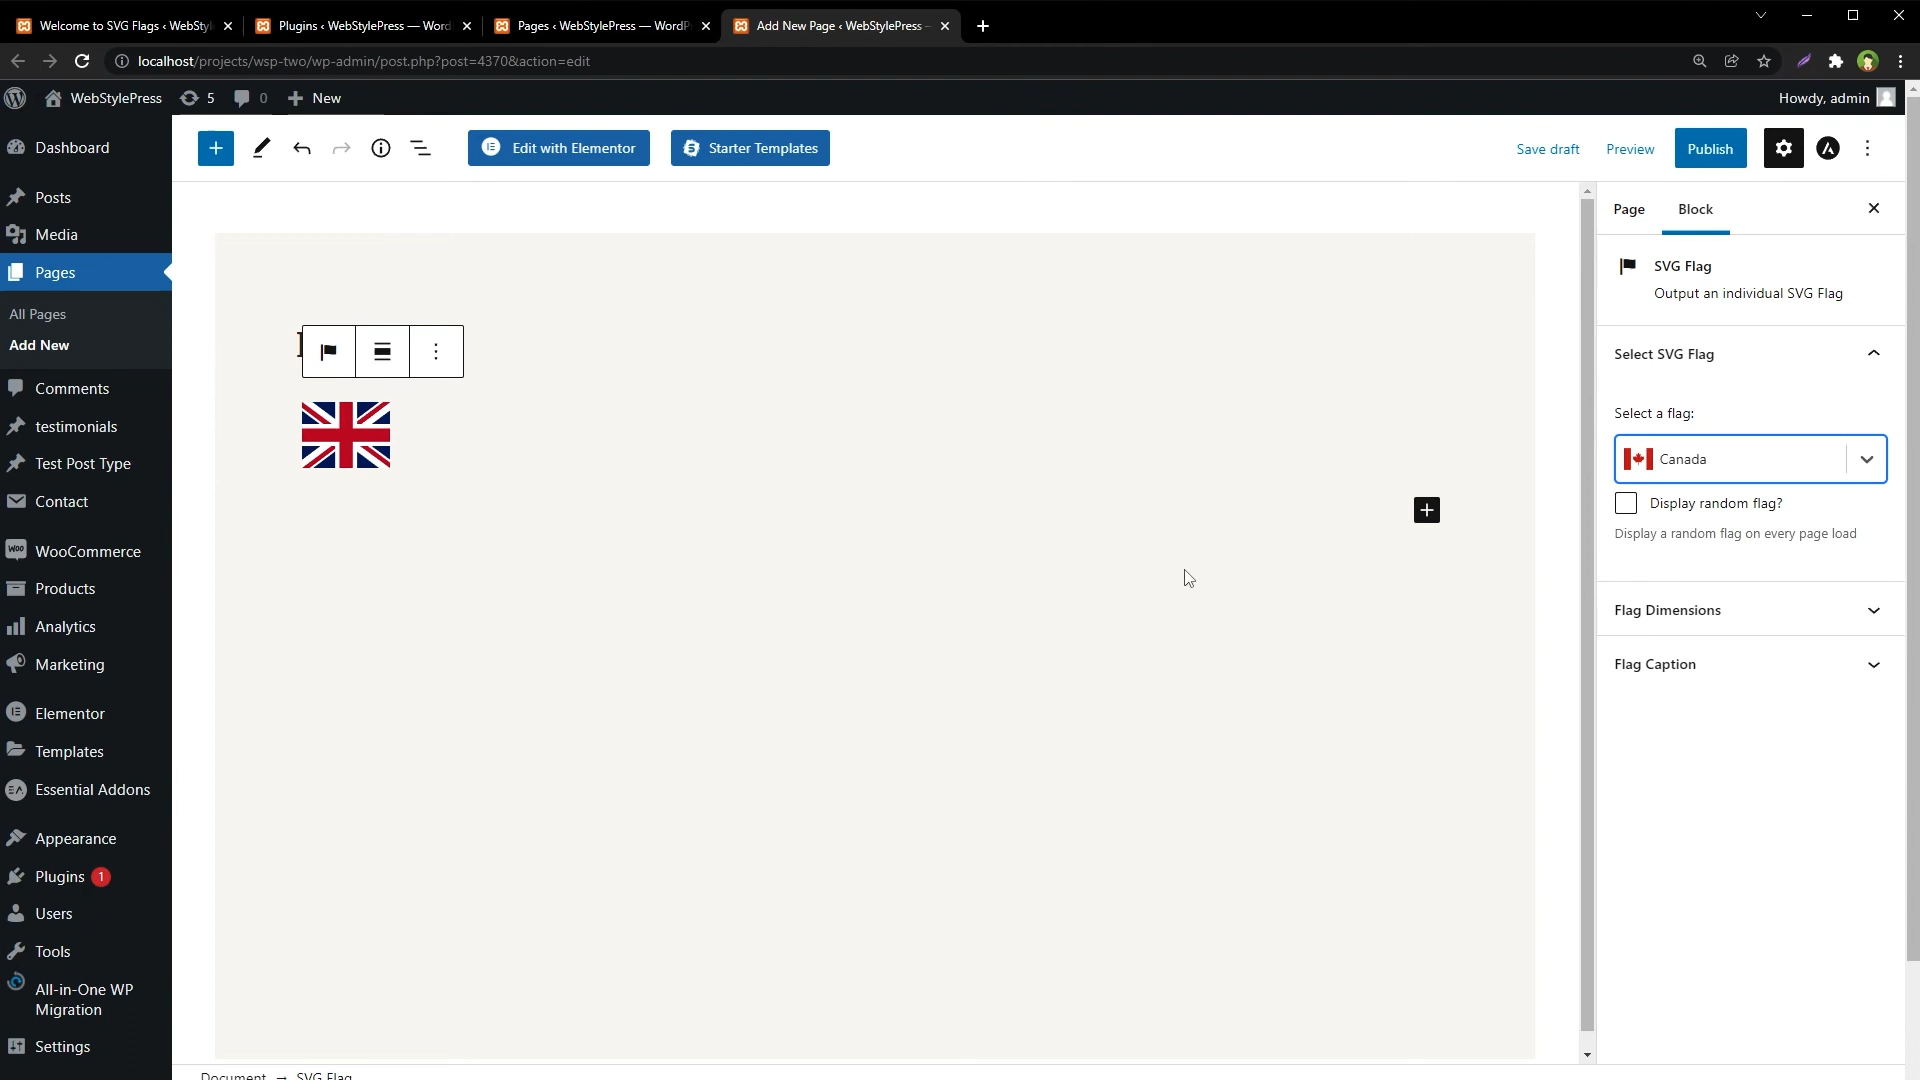 Welcome to SVG Flags ‹ WebSty
Plugins ‹ WebStylePress — Word
Pages ‹ WebStylePress — WordP
Add New Page ‹ WebStylePress –
localhost/projects/wsp-two/wp-admin/post.php?post=4370&action=edit
WebStylePress
5
0
New
Howdy, admin
Dashboard
Posts
Media
Pages
All Pages
Add New
Comments
testimonials
Test Post Type
Contact
WooCommerce
Products
Analytics
Marketing
Elementor
Templates
Essential Addons
Appearance
Plugins 1
Users
Tools
All-in-One WP
Migration
Settings
Edit with Elementor
Starter Templates
Save draft
Preview
Publish
Page
Block
SVG Flag
Output an individual SVG Flag
Select SVG Flag
Select a flag:
Canada
Display random flag?
Display a random flag on every page load
Flag Dimensions
Flag Caption
Document → SVG Flag